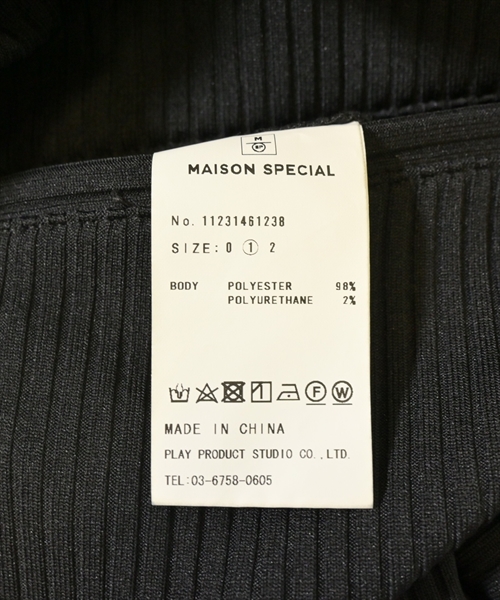 M
SP
MAISON SPECIAL
No. 11231461238
SIZE: 0 1 2
BODY POLYESTER 98%
POLYURETHANE 2%
F W
MADE IN CHINA
PLAY PRODUCT STUDIO CO.,LTD.
TEL:03-6758-0605